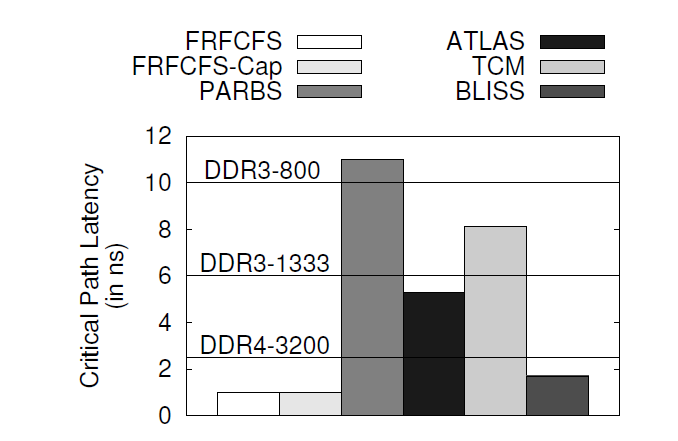 FRFCFS
FRFCFS-Cap
PARBS
ATLAS
TCM
BLISS
Critical Path Latency
(in ns)
12
10
8
6
4
2
0
DDR3-800
DDR3-1333
DDR4-3200